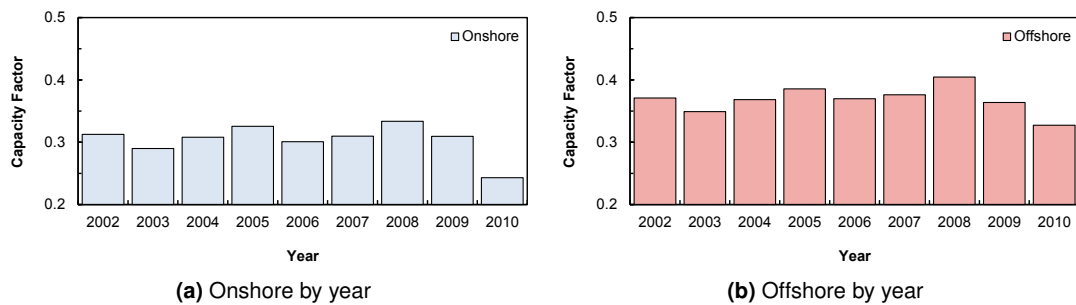 0.5
0.4
0.3
0.2
Capacity Factor
Onshore
2002 2003 2004 2005 2006 2007 2008 2009 2010
Year
(a) Onshore by year
0.5
0.4
0.3
0.2
Capacity Factor
Offshore
2002 2003 2004 2005 2006 2007 2008 2009 2010
Year
(b) Offshore by year